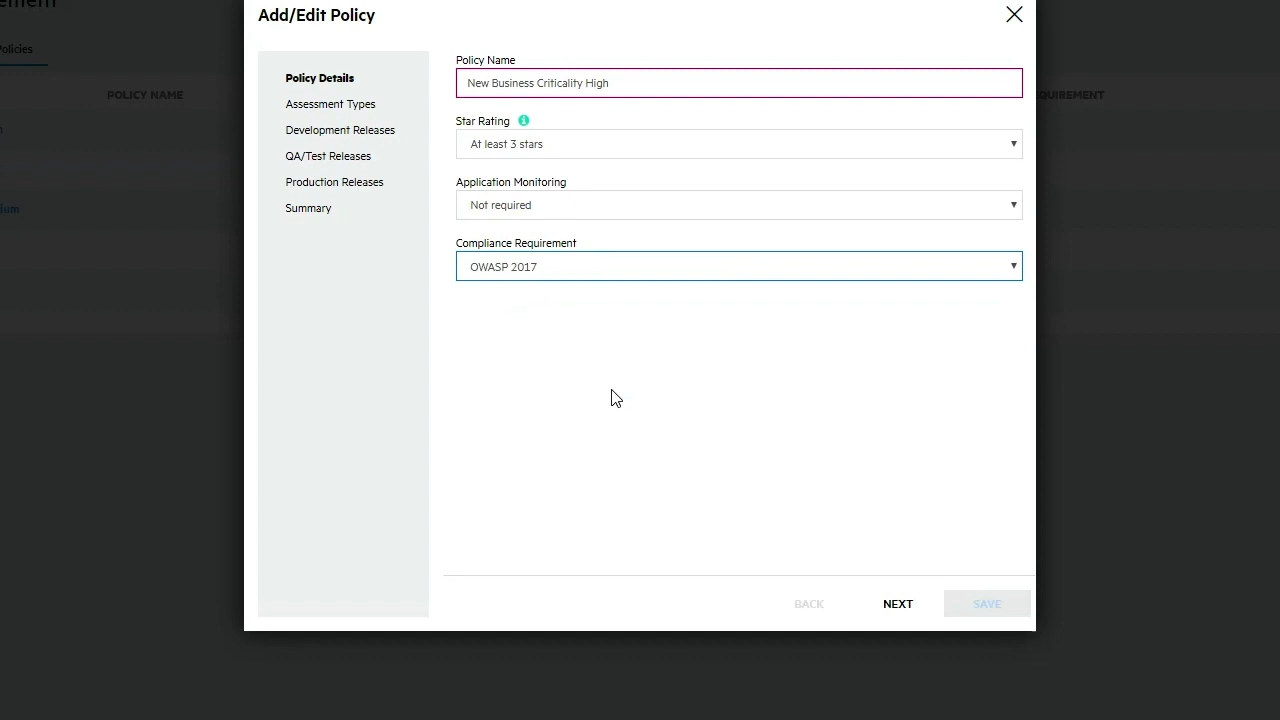 Add/Edit Policy
Policies
POLICY NAME
Policy Details
Assessment Types
Development Releases
QA/Test Releases
Production Releases
Summary
Policy Name
New Business Criticality High
Star Rating
At least 3 stars
Application Monitoring
Not required
Compliance Requirement
OWASP 2017
BACK
NEXT
SAVE